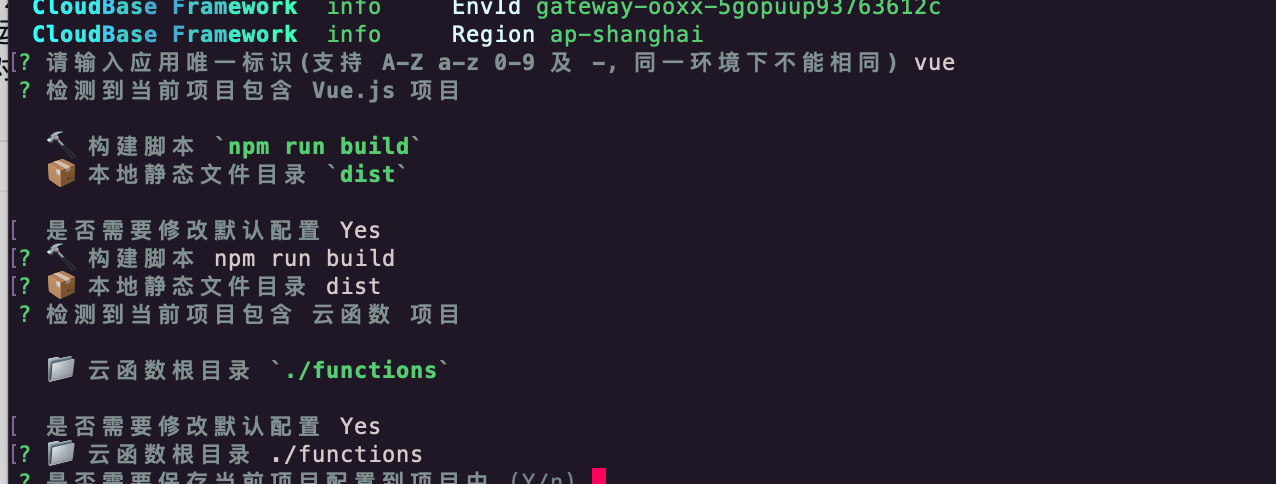 CloudBase Framework info EnvId gateway-ooxx-5gopuup93763612c
CloudBase Framework info Region ap-shanghai
[? 请输入应用唯一标识(支持 A-Z a-z 0-9 及 -, 同一环境下不能相同) vue
? 检测到当前项目包含 Vue.js 项目
🔨 构建脚本 `npm run build`
📦 本地静态文件目录 `dist`
[ 是否需要修改默认配置 Yes
[? 🔨 构建脚本 npm run build
[? 📦 本地静态文件目录 dist
? 检测到当前项目包含 云函数 项目
📁 云函数根目录 `./functions`
[ 是否需要修改默认配置 Yes
[? 📁 云函数根目录 ./functions
? 是否需要保存当前项目配置到项目中 (Y/n)